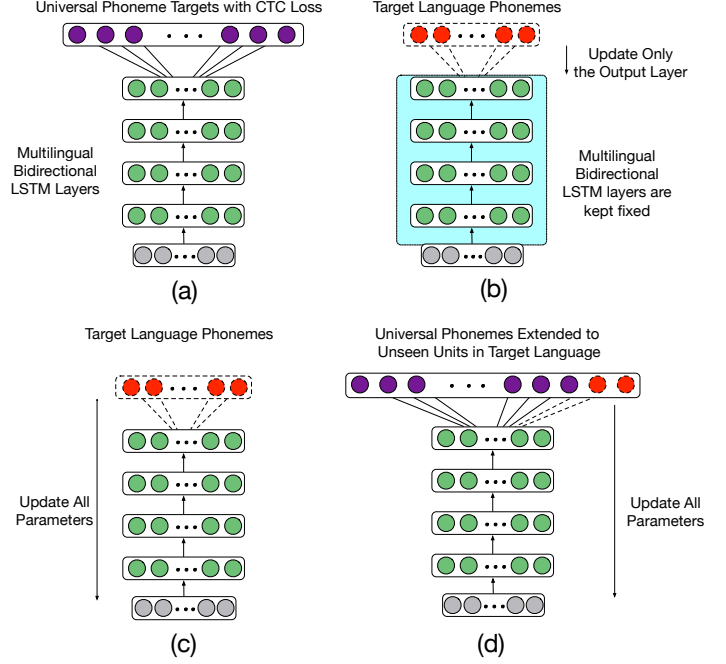 Universal Phoneme Targets with CTC Loss
Multilingual
Bidirectional
LSTM Layers
(a)
Target Language Phonemes
Update Only
the Output Layer
Multilingual
Bidirectional
LSTM layers are
kept fixed
(b)
Target Language Phonemes
Update All
Parameters
(c)
Universal Phonemes Extended to
Unseen Units in Target Language
Update All
Parameters
(d)